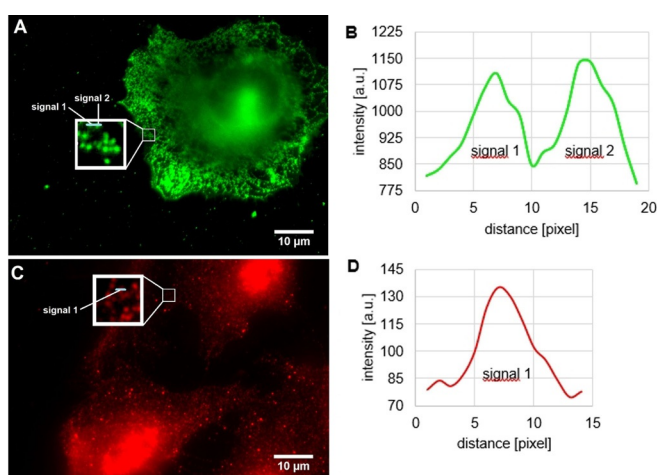 A
signal 1
signal 2
10 µm
B
intensity [a.u.]
1225
1150
1075
1000
925
850
775
signal 1
signal 2
0
5
10
15
20
distance [pixel]
C
signal 1
10 µm
D
intensity [a.u.]
145
130
115
100
85
70
signal 1
0
5
10
15
distance [pixel]